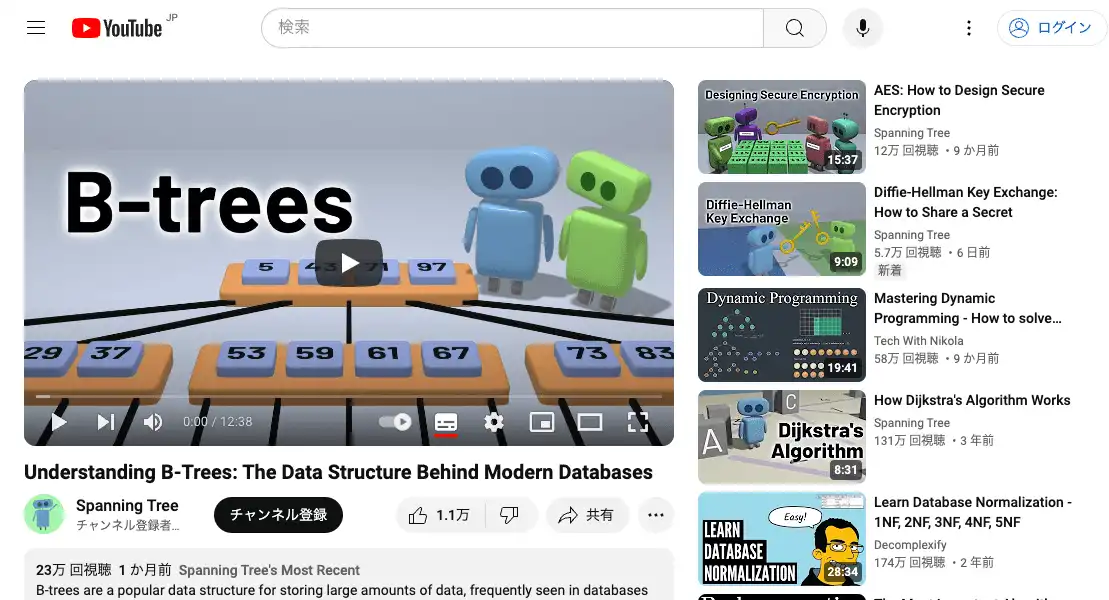 YouTube JP
検索
ログイン
B-trees
5 43 71 97
29 37 53 59 61 67 73 83
0:00 / 12:38
Understanding B-Trees: The Data Structure Behind Modern Databases
Spanning Tree
チャンネル登録者...
チャンネル登録
1.1万
共有
23万 回視聴 1 か月前 Spanning Tree's Most Recent
B-trees are a popular data structure for storing large amounts of data, frequently seen in databases
Designing Secure Encryption
15:37
AES: How to Design Secure
Encryption
Spanning Tree
12万 回視聴 ・9 か月前
Diffie-Hellman
Key Exchange
9:09
Diffie-Hellman Key Exchange:
How to Share a Secret
Spanning Tree
5.7万 回視聴 ・6 日前
新着
Dynamic Programming
19:41
Mastering Dynamic
Programming - How to solve...
Tech With Nikola
58万 回視聴 ・9 か月前
A
C
Dijkstra's
Algorithm
8:31
How Dijkstra's Algorithm Works
Spanning Tree
131万 回視聴 ・3 年前
Easy!
LEARN
DATABASE
NORMALIZATION
28:34
Learn Database Normalization -
1NF, 2NF, 3NF, 4NF, 5NF
Decomplexify
174万 回視聴 ・2 年前